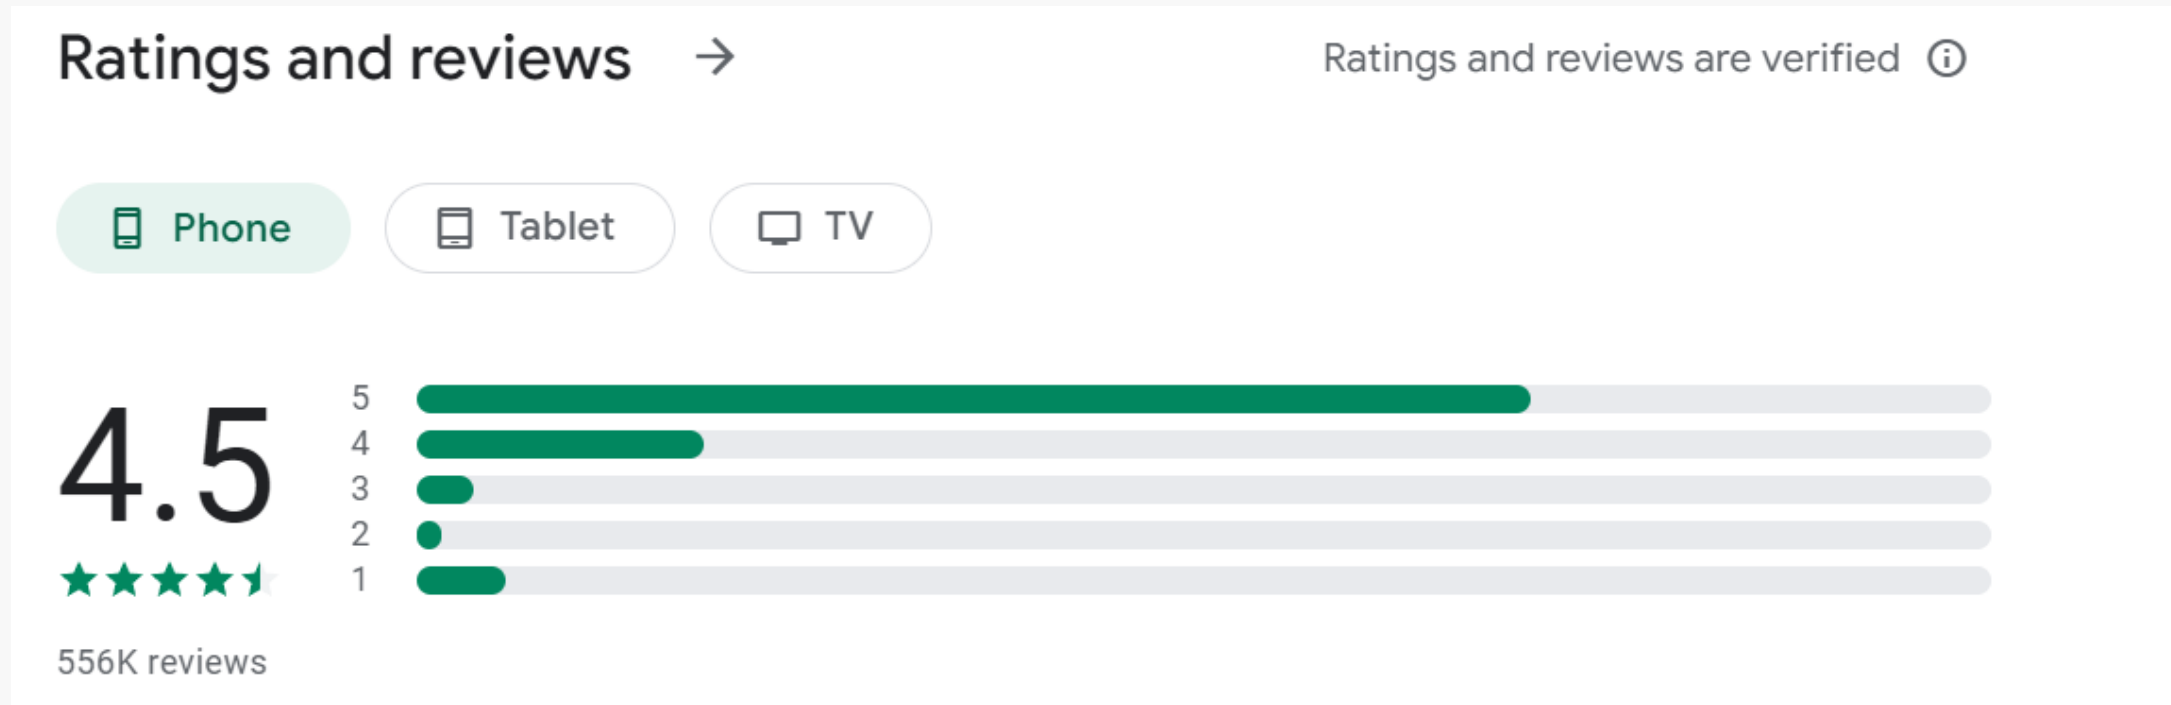 Ratings and reviews
Ratings and reviews are verified
Phone
Tablet
TV
4.5
5
4
3
2
1
556K reviews